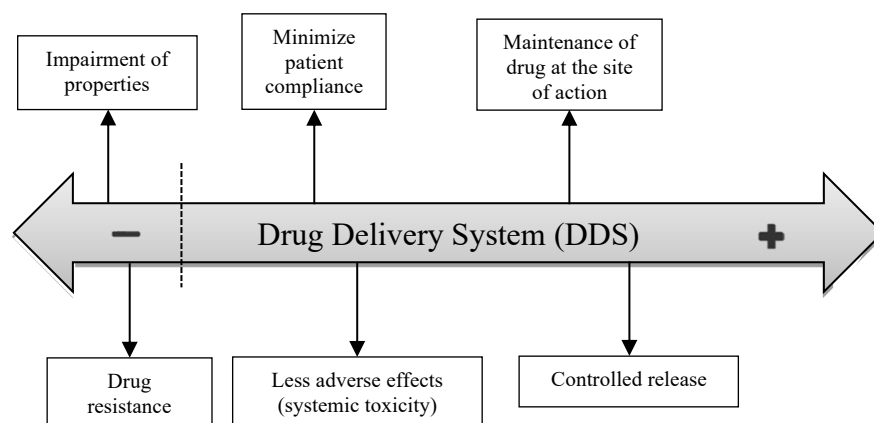 Impairment of
properties
Minimize
patient
compliance
Maintenance of
drug at the site
of action
− Drug Delivery System (DDS) +
Drug
resistance
Less adverse effects
(systemic toxicity)
Controlled release